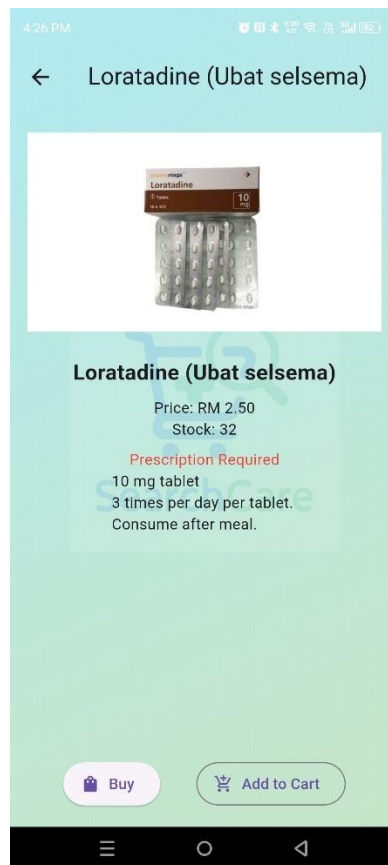 4:26 PM
Loratadine (Ubat selsema)
Loratadine
10
mg
Loratadine (Ubat selsema)
Price: RM 2.50
Stock: 32
Prescription Required
10 mg tablet
3 times per day per tablet.
Consume after meal.
SearchCare
Buy
Add to Cart